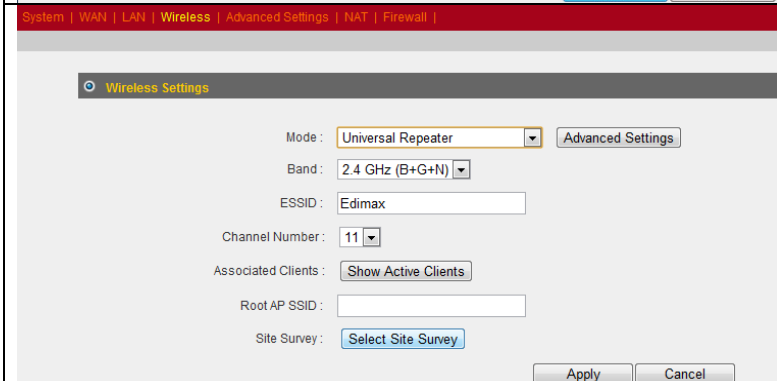 System | WAN | LAN | Wireless | Advanced Settings | NAT | Firewall |
Wireless Settings
Mode : Universal Repeater Advanced Settings
Band : 2.4 GHz (B+G+N)
ESSID : Edimax
Channel Number : 11
Associated Clients : Show Active Clients
Root AP SSID :
Site Survey : Select Site Survey
Apply Cancel